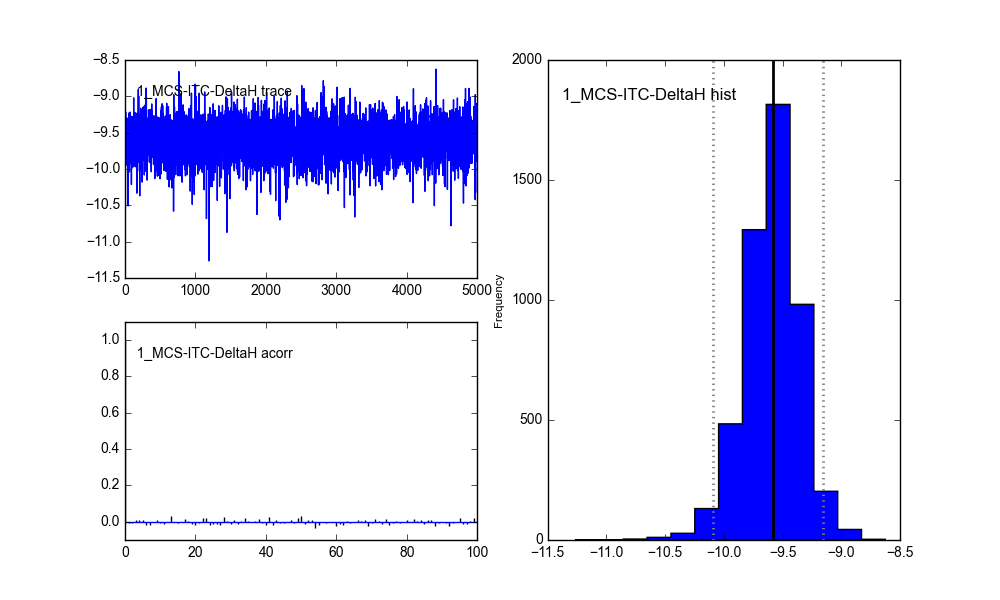 −8.5
−9.0
−9.5
−10.0
−10.5
−11.0
−11.5
1_MCS-ITC-DeltaH trace
0 1000 2000 3000 4000 5000
1.0
0.8
0.6
0.4
0.2
0.0
1_MCS-ITC-DeltaH acorr
0 20 40 60 80 100
2000
1500
1000
500
0
Frequency
1_MCS-ITC-DeltaH hist
−11.5 −11.0 −10.5 −10.0 −9.5 −9.0 −8.5